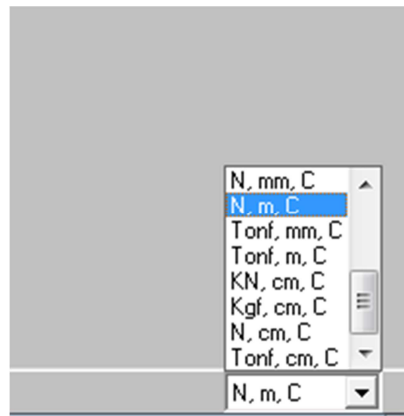 N, mm, C
N, m, C
Tonf, mm, C
Tonf, m, C
KN, cm, C
Kgf, cm, C
N, cm, C
Tonf, cm, C
N, m, C